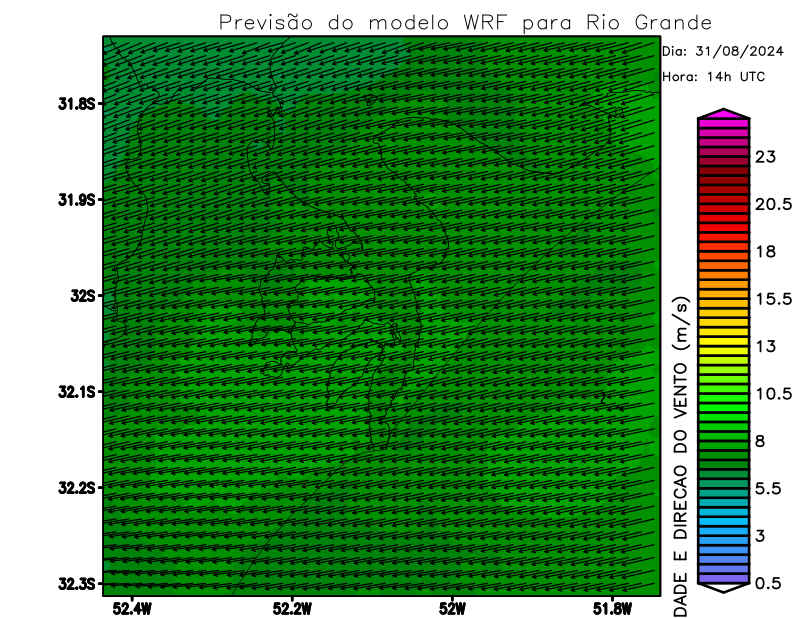 Previsão do modelo WRF para Rio Grande
Dia: 31/08/2024
Hora: 14h UTC
31.8S
31.9S
32S
32.1S
32.2S
32.3S
52.4W
52.2W
52W
51.8W
23
20.5
18
15.5
13
10.5
8
5.5
3
0.5
DADE E DIRECAO DO VENTO (m/s)